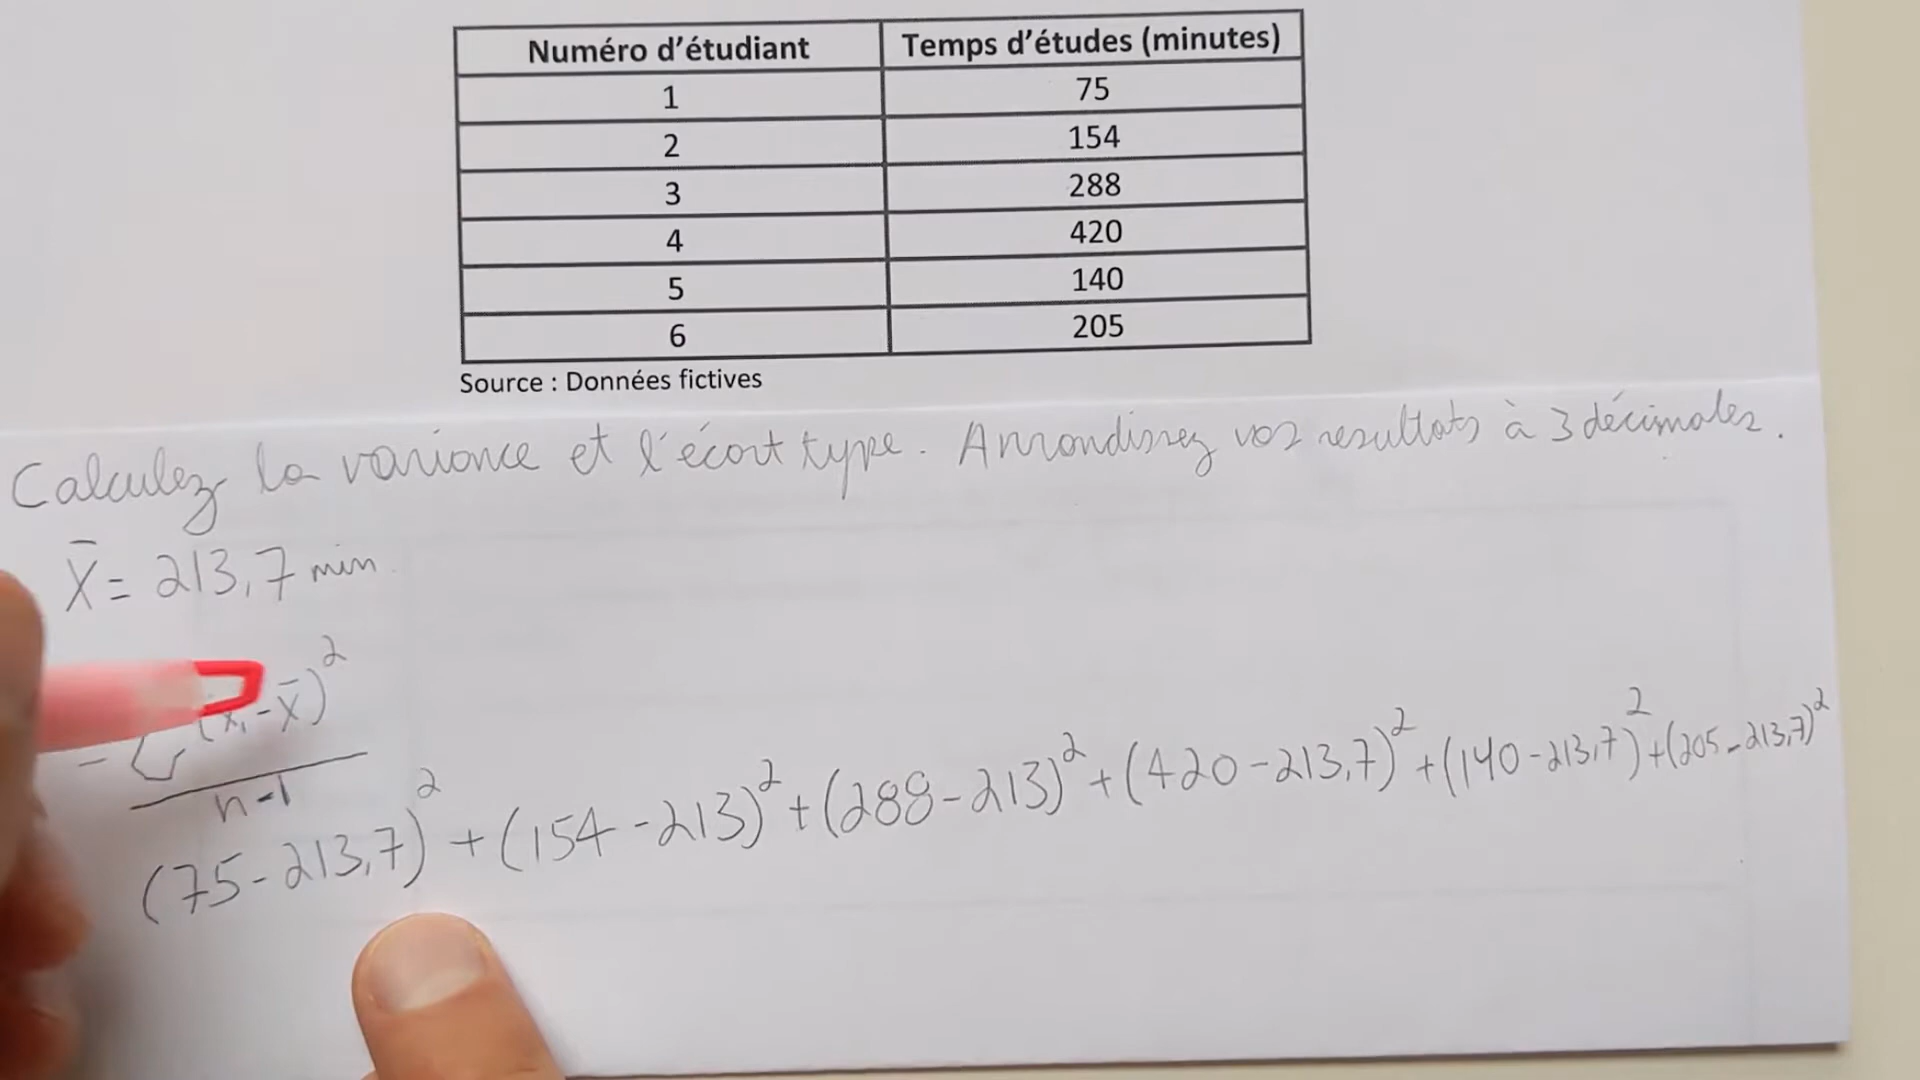 Numéro d'étudiant Temps d'études (minutes)
1 75
2 154
3 288
4 420
5 140
6 205
Source : Données fictives
Calculez la variance et l'écart type. Arrondissez vos resultats à 3 décimales.
X̄ = 213,7 min
(xᵢ-x̄)²
n-1
(75-213,7)² + (154-213)² + (288-213)² + (420-213,7)² + (140-213,7)² + (205-213,7)²